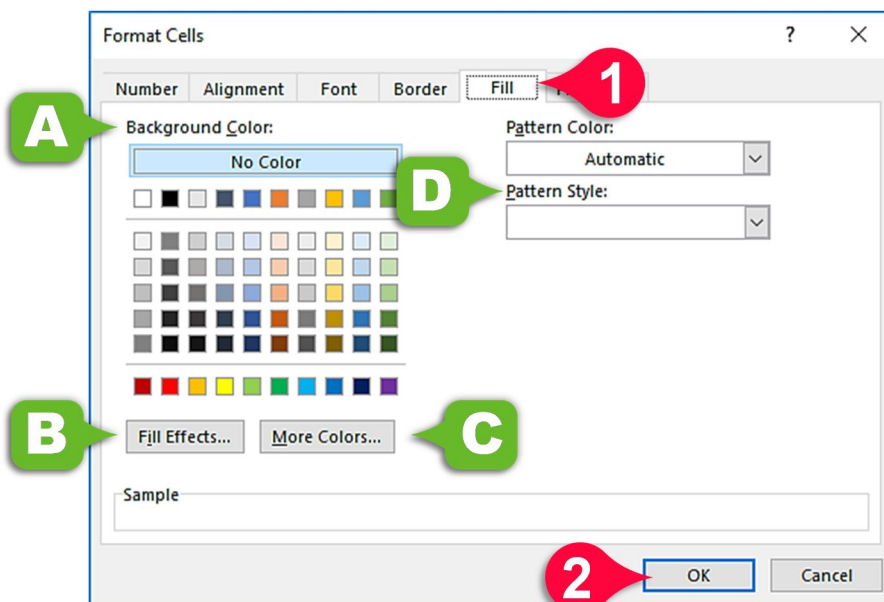 Format Cells ?
Number Alignment Font Border Fill 1
A Background Color: Pattern Color:
No Color Automatic
D Pattern Style:
B Fill Effects... More Colors... C
Sample
2 OK Cancel